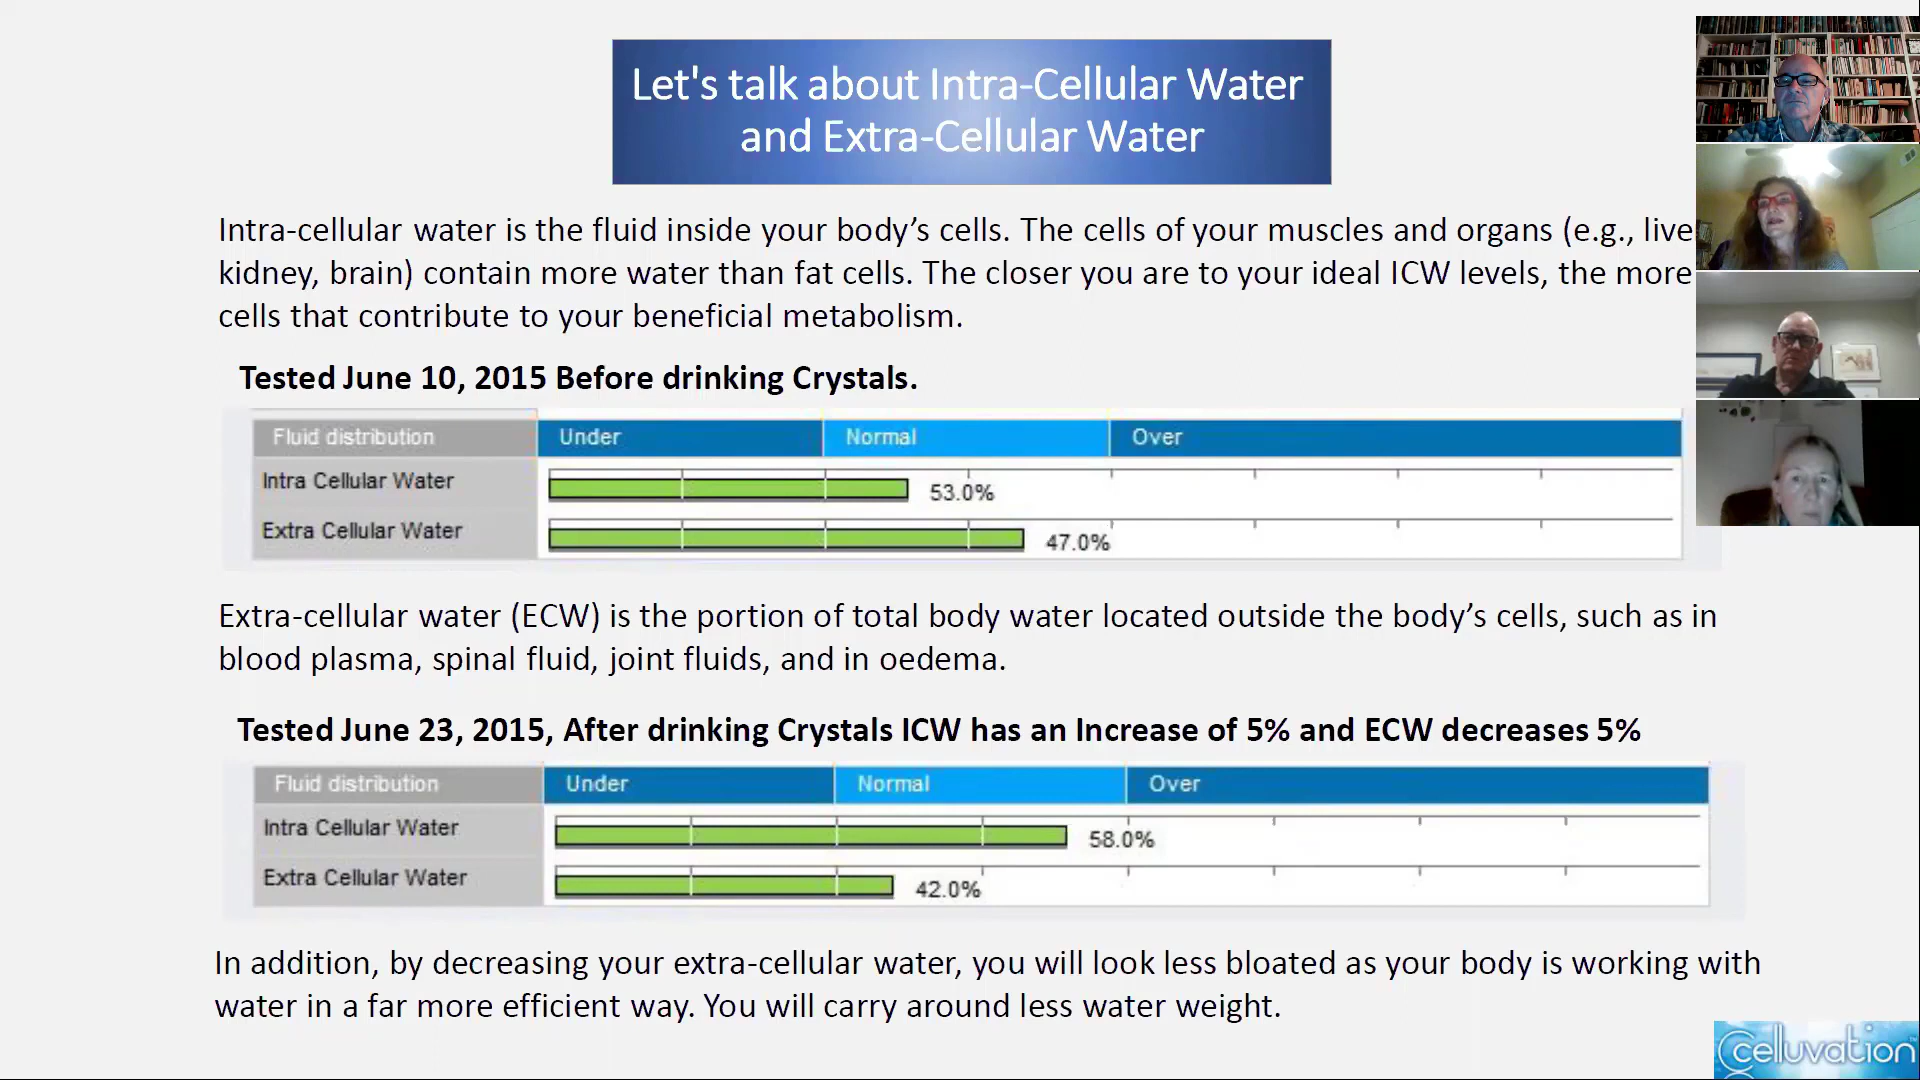 Let's talk about Intra-Cellular Water
and Extra-Cellular Water
Intra-cellular water is the fluid inside your body’s cells. The cells of your muscles and organs (e.g., live
kidney, brain) contain more water than fat cells. The closer you are to your ideal ICW levels, the more
cells that contribute to your beneficial metabolism.
Tested June 10, 2015 Before drinking Crystals.
Fluid distribution Under Normal Over
Intra Cellular Water 53.0%
Extra Cellular Water 47.0%
Extra-cellular water (ECW) is the portion of total body water located outside the body’s cells, such as in
blood plasma, spinal fluid, joint fluids, and in oedema.
Tested June 23, 2015, After drinking Crystals ICW has an Increase of 5% and ECW decreases 5%
Fluid distribution Under Normal Over
Intra Cellular Water 58.0%
Extra Cellular Water 42.0%
In addition, by decreasing your extra-cellular water, you will look less bloated as your body is working with
water in a far more efficient way. You will carry around less water weight.
celluvation